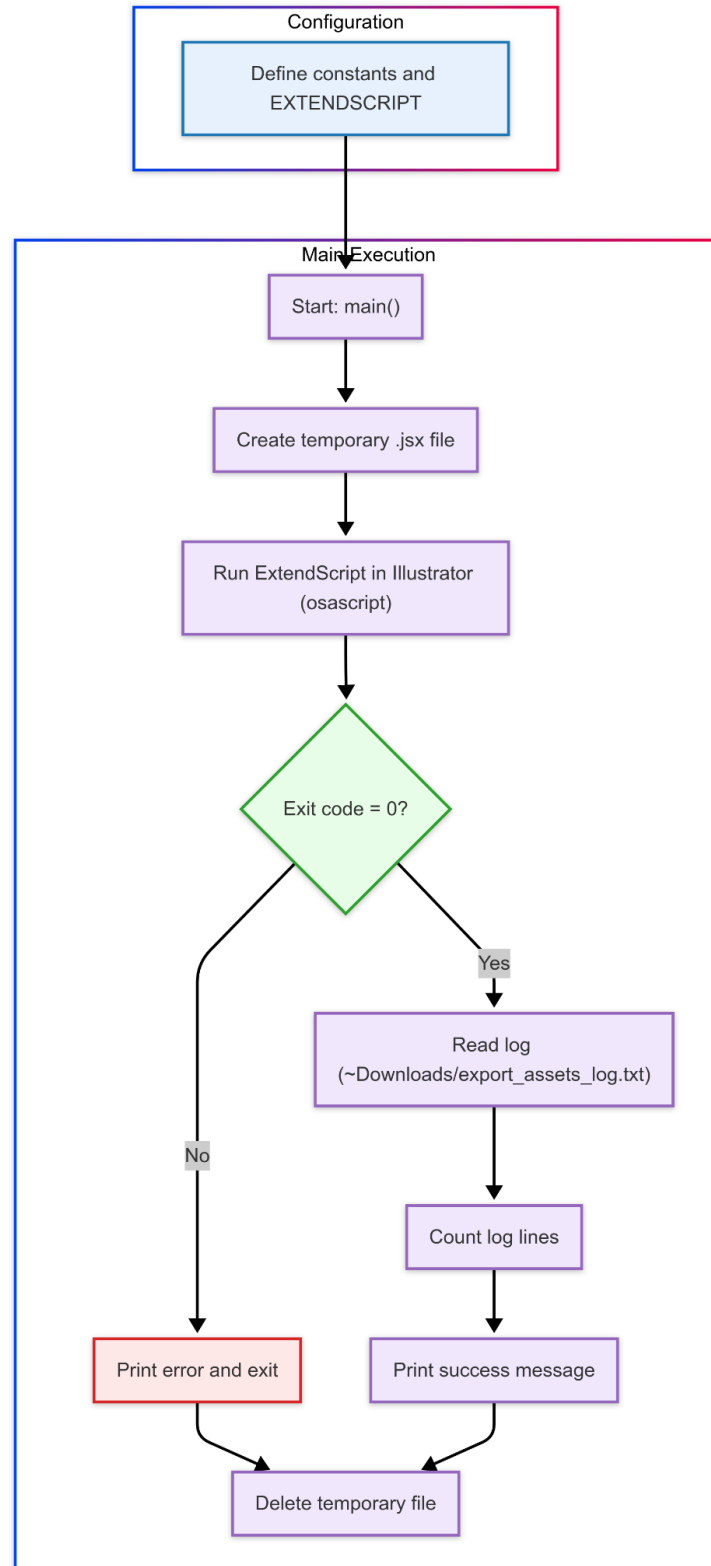 Configuration
Define constants and
EXTENDSCRIPT
Main Execution
Start: main()
Create temporary .jsx file
Run ExtendScript in Illustrator
(osascript)
Exit code = 0?
Yes
Read log
(~Downloads/export_assets_log.txt)
No
Count log lines
Print error and exit
Print success message
Delete temporary file